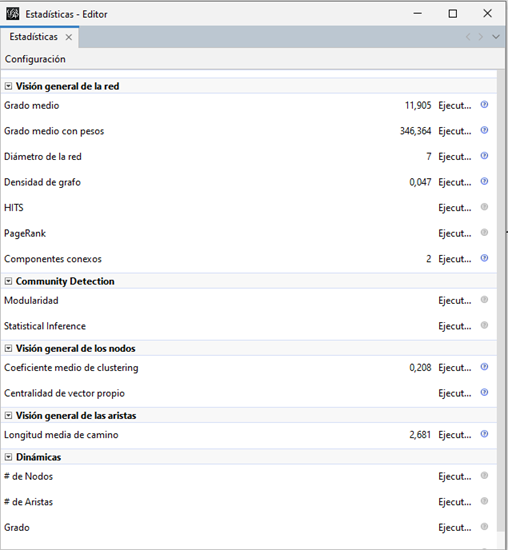 Estadísticas - Editor
Estadísticas
Configuración
Visión general de la red
Grado medio 11,905 Ejecut...
Grado medio con pesos 346,364 Ejecut...
Diámetro de la red 7 Ejecut...
Densidad de grafo 0,047 Ejecut...
HITS Ejecut...
PageRank Ejecut...
Componentes conexos 2 Ejecut...
Community Detection
Modularidad Ejecut...
Statistical Inference Ejecut...
Visión general de los nodos
Coeficiente medio de clustering 0,208 Ejecut...
Centralidad de vector propio Ejecut...
Visión general de las aristas
Longitud media de camino 2,681 Ejecut...
Dinámicas
# de Nodos Ejecut...
# de Aristas Ejecut...
Grado Ejecut...